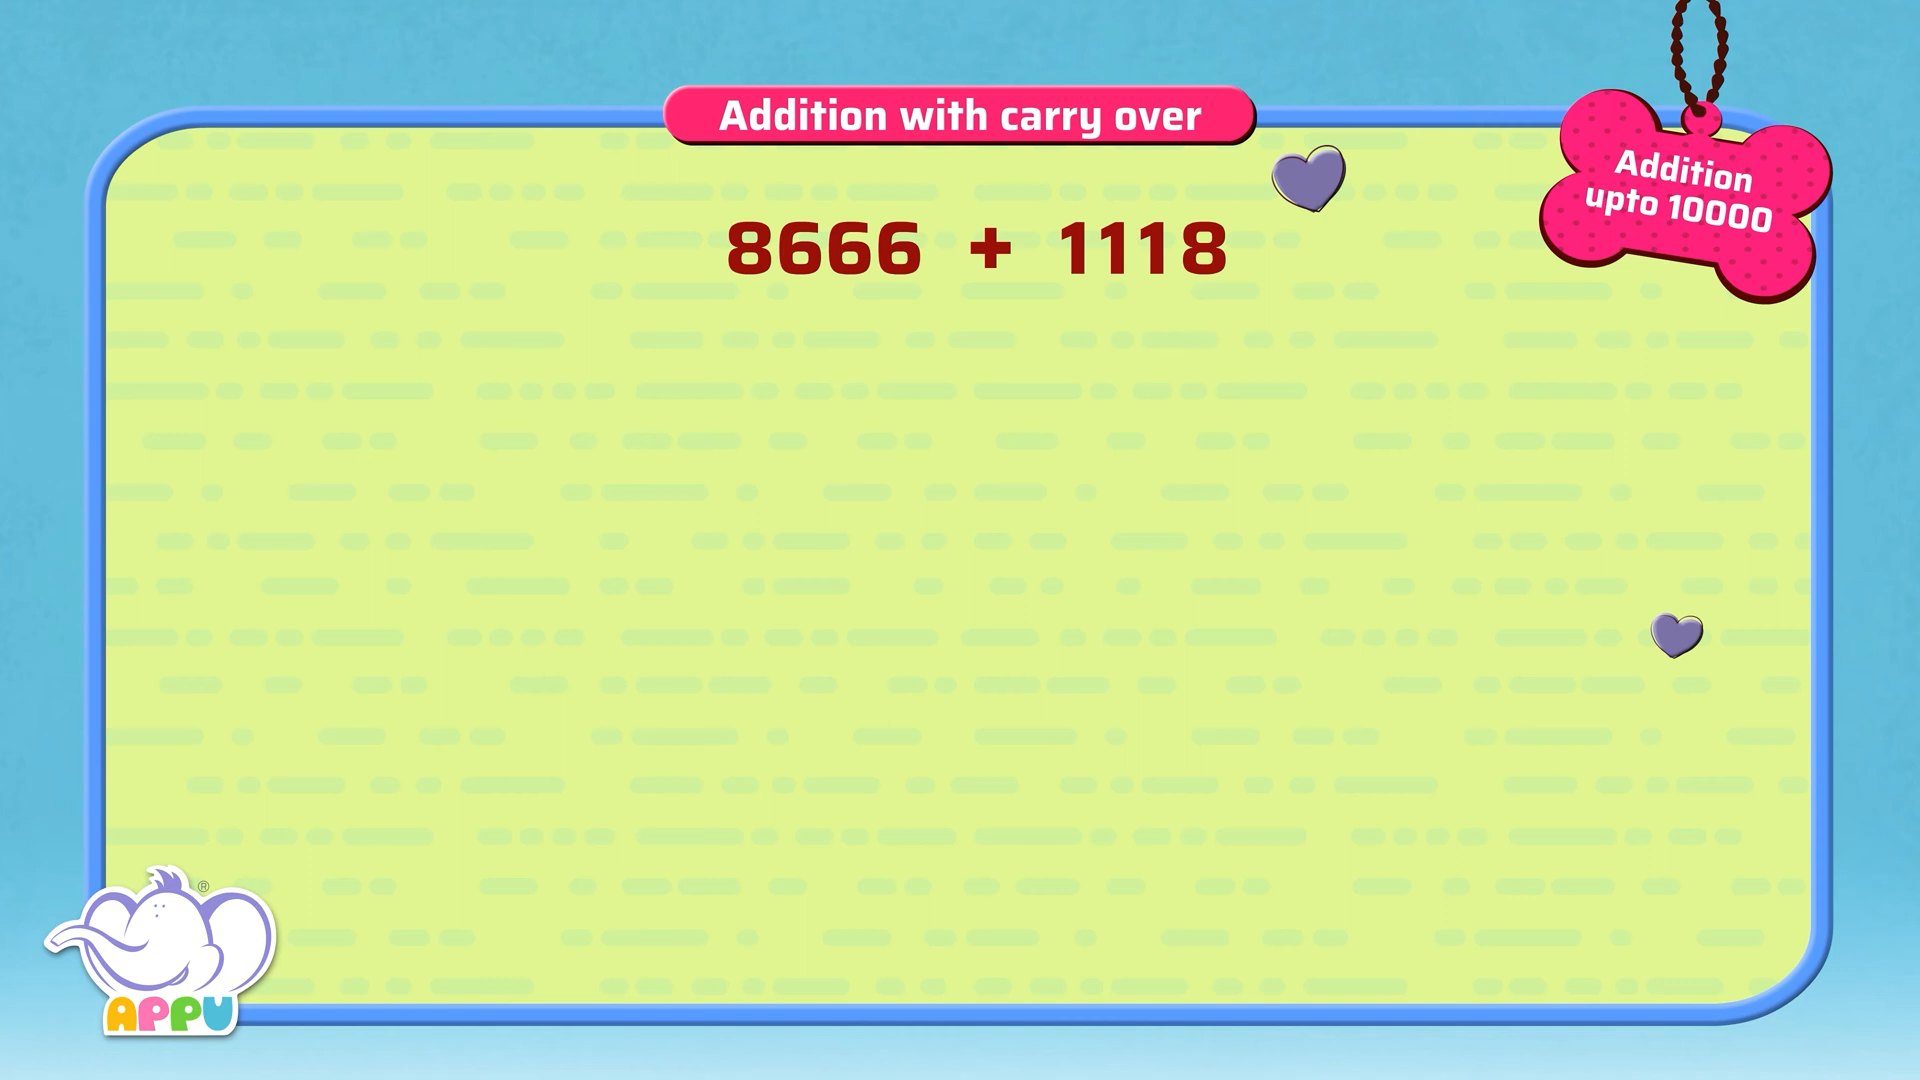 Addition with carry over
Addition
upto 10000
8666 + 1118
®
APPU